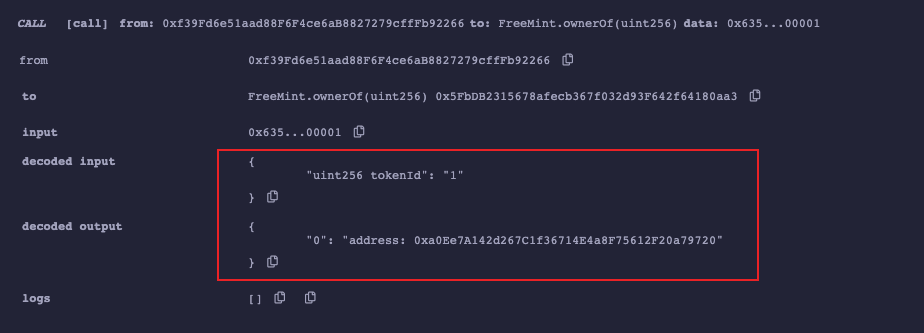 CALL [call] from: 0xf39Fd6e51aad88F6F4ce6aB8827279cffFb92266 to: FreeMint.ownerOf(uint256) data: 0x635...00001
from 0xf39Fd6e51aad88F6F4ce6aB8827279cffFb92266
to FreeMint.ownerOf(uint256) 0x5FbDB2315678afecb367f032d93F642f64180aa3
input 0x635...00001
decoded input {
"uint256 tokenId": "1"
}
decoded output {
"0": "address: 0xa0Ee7A142d267C1f36714E4a8F75612F20a79720"
}
logs []